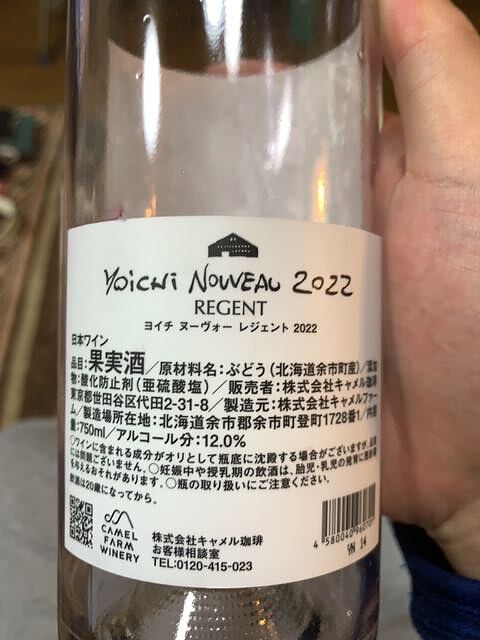 Yoichi Nouveau 2022
REGENT
ヨイチ ヌーヴォー レジェント 2022
日本ワイン
品目:果実酒/原材料名:ぶどう(北海道余市町産)/添加
物:酸化防止剤(亜硫酸塩)/販売者:株式会社キャメル珈琲
東京都世田谷区代田2-31-8/製造元:株式会社キャメルファー
ム/製造場所在地:北海道余市郡余市町登町1728番1/内容
量:750ml/アルコール分:12.0%
○ワインに含まれる成分がオリとして瓶底に沈殿する場合がございますが、品質
には問題ございません。○妊娠中や授乳期の飲酒は、胎児・乳児の発育に悪影響
を与えるおそれがあります。○瓶の取り扱いにご注意ください。
飲酒は20歳になってから。
CAMEL
FARM
WINERY
株式会社キャメル珈琲
お客様相談室
TEL:0120-415-023
4 580040 960707
YN 14